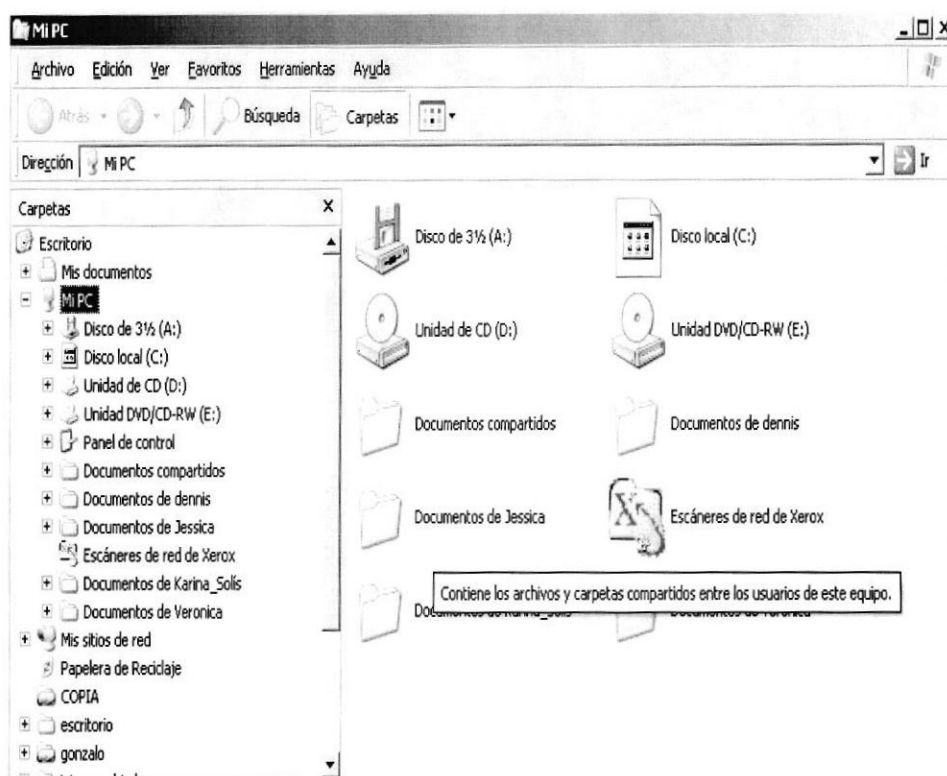 Mi PC
Archivo Edición Ver Favoritos Herramientas Ayuda
Atrás Búsqueda Carpetas
Dirección Mi PC Ir
Carpetas X
Escritorio
Mis documentos
Mi PC
Disco de 3½ (A:)
Disco local (C:)
Unidad de CD (D:)
Unidad DVD/CD-RW (E:)
Panel de control
Documentos compartidos
Documentos de dennis
Documentos de Jessica
Escáneres de red de Xerox
Documentos de Karina_Solís
Documentos de Veronica
Mis sitios de red
Papelera de Reciclaje
COPIA
escritorio
gonzalo
Disco de 3½ (A:) Disco local (C:)
Unidad de CD (D:) Unidad DVD/CD-RW (E:)
Documentos compartidos Documentos de dennis
Documentos de Jessica Escáneres de red de Xerox
Contiene los archivos y carpetas compartidos entre los usuarios de este equipo.